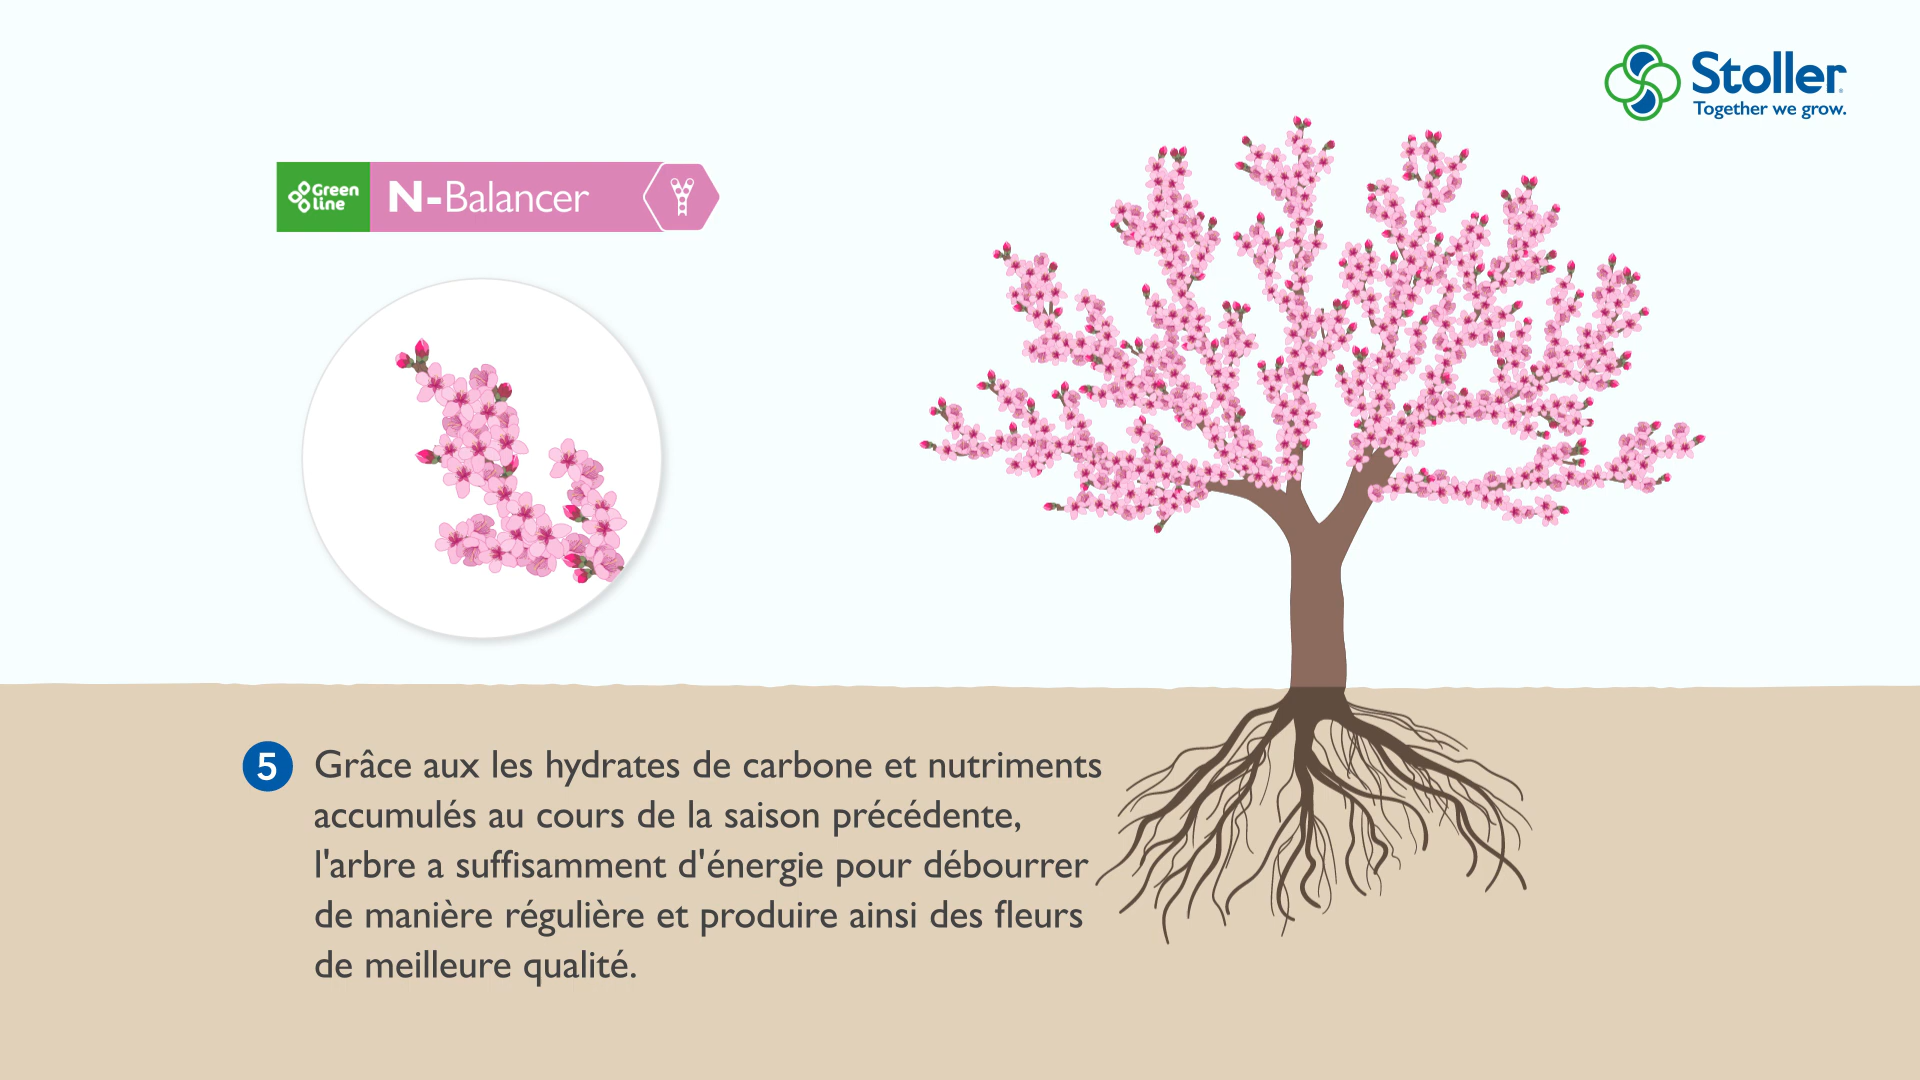 Stoller
Together we grow.
Green
line
N-Balancer
5
Grâce aux les hydrates de carbone et nutriments
accumulés au cours de la saison précédente,
l'arbre a suffisamment d'énergie pour débourrer
de manière régulière et produire ainsi des fleurs
de meilleure qualité.